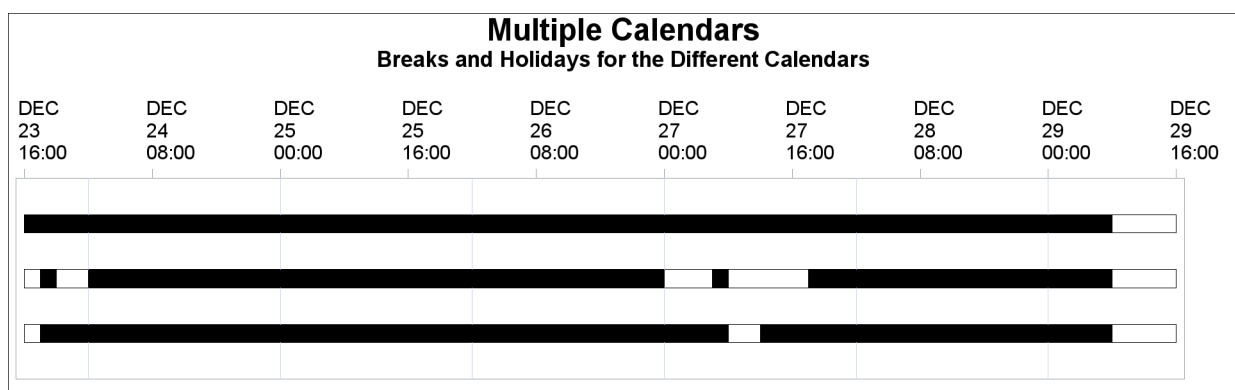 Multiple Calendars
Breaks and Holidays for the Different Calendars
DEC DEC DEC DEC DEC DEC DEC DEC DEC DEC
23 24 25 25 26 27 27 28 29 29
16:00 08:00 00:00 16:00 08:00 00:00 16:00 08:00 00:00 16:00